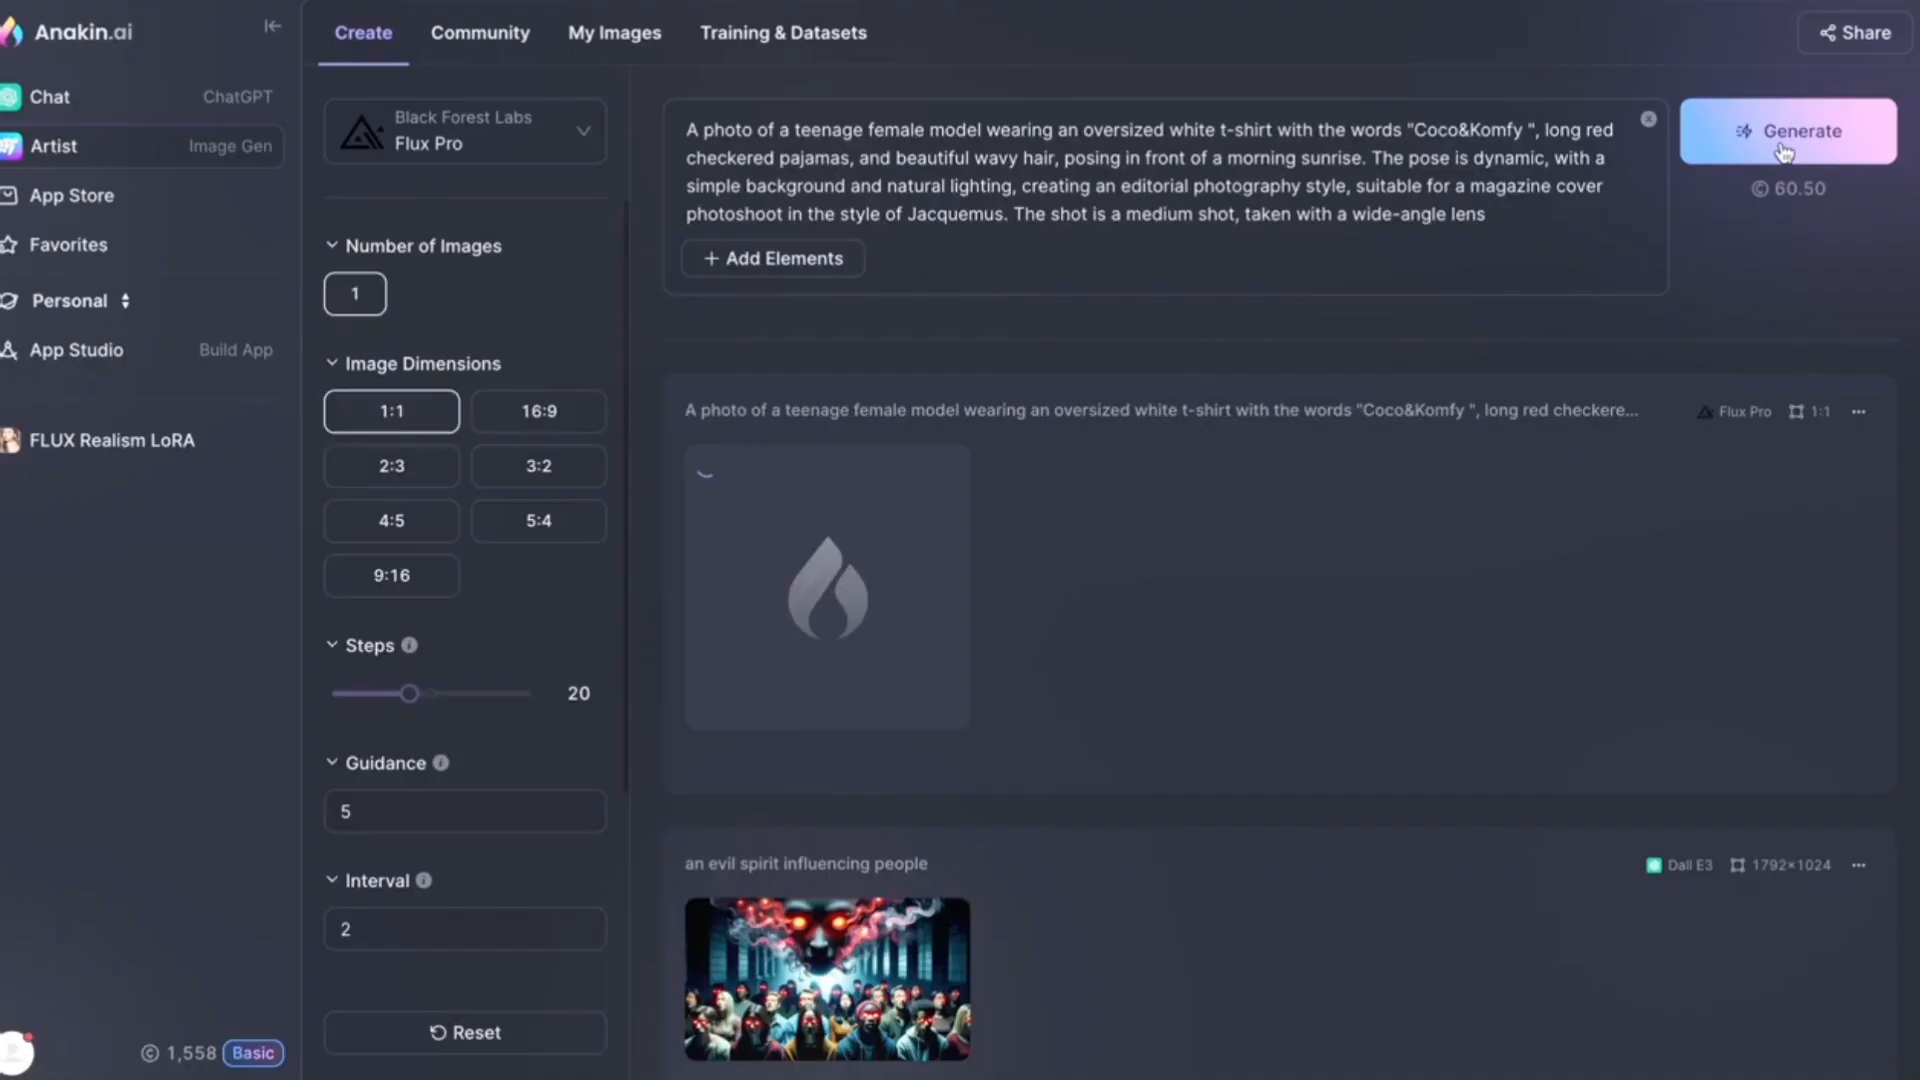 Anakin.ai
Chat ChatGPT
Artist Image Gen
App Store
Favorites
Personal
App Studio Build App
FLUX Realism LoRA
1,558 Basic
Create Community My Images Training & Datasets
Share
Black Forest Labs
Flux Pro
Number of Images
1
Image Dimensions
1:1 16:9
2:3 3:2
4:5 5:4
9:16
Steps
20
Guidance
5
Interval
2
Reset
A photo of a teenage female model wearing an oversized white t-shirt with the words "Coco&Komfy ", long red
checkered pajamas, and beautiful wavy hair, posing in front of a morning sunrise. The pose is dynamic, with a
simple background and natural lighting, creating an editorial photography style, suitable for a magazine cover
photoshoot in the style of Jacquemus. The shot is a medium shot, taken with a wide-angle lens
+ Add Elements
Generate
60.50
A photo of a teenage female model wearing an oversized white t-shirt with the words "Coco&Komfy ", long red checkere... Flux Pro 1:1
an evil spirit influencing people Dall E3 1792×1024